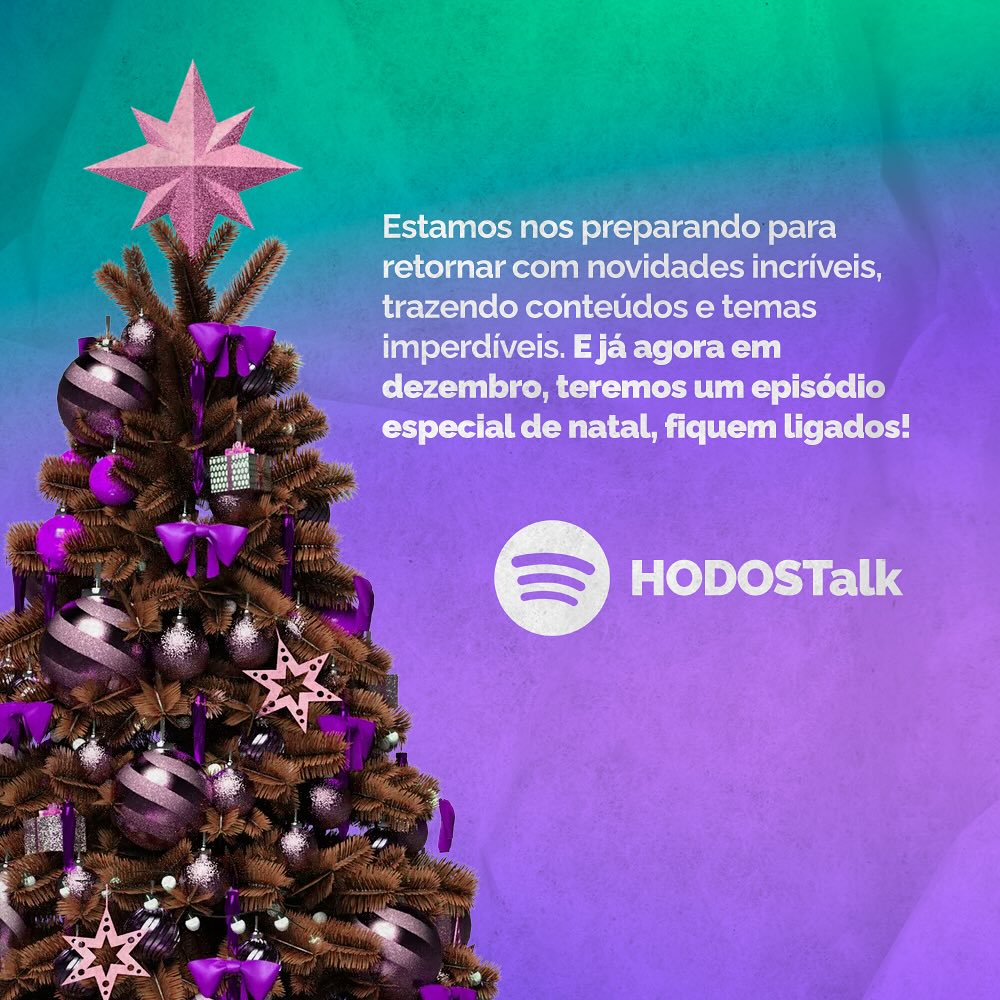 Estamos nos preparando para
retornar com novidades incríveis,
trazendo conteúdos e temas
imperdíveis. E já agora em
dezembro, teremos um episódio
especial de natal, fiquem ligados!
HODOSTalk